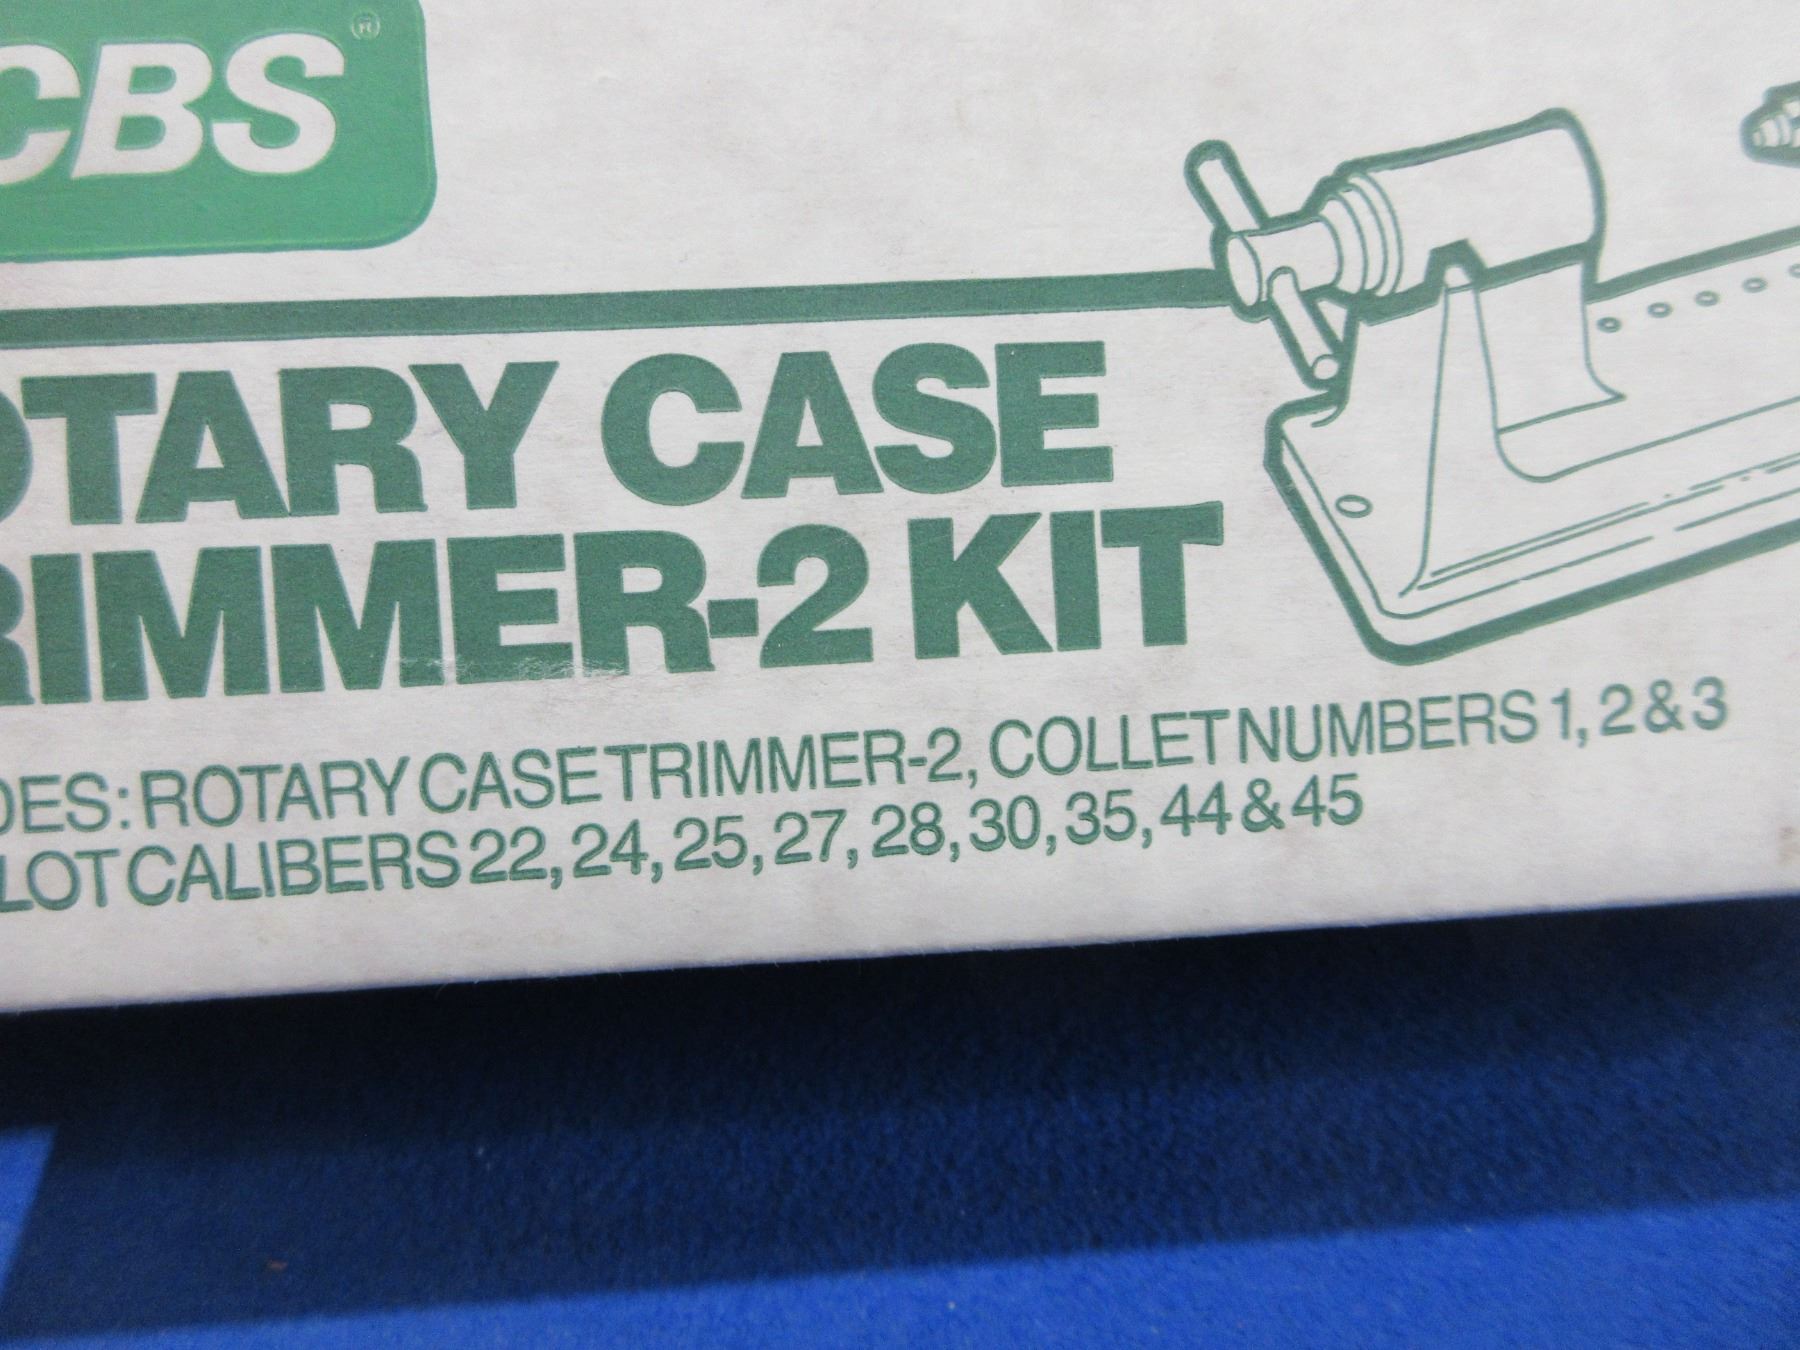 CBS®
OTARY CASE
RIMMER-2 KIT
DES: ROTARY CASE TRIMMER-2, COLLET NUMBERS 1, 2 & 3
LOT CALIBERS 22, 24, 25, 27, 28, 30, 35, 44 & 45